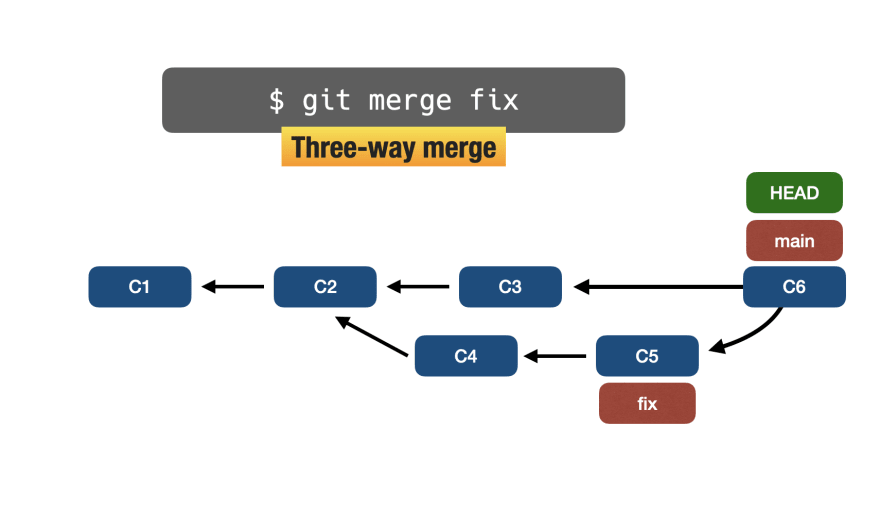 $ git merge fix
Three-way merge
HEAD
main
C1
C2
C3
C6
C4
C5
fix